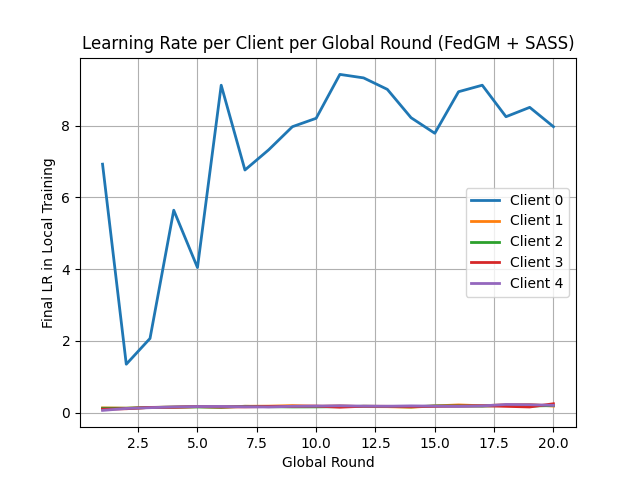 Learning Rate per Client per Global Round (FedGM + SASS)
Final LR in Local Training
8
6
4
2
0
Client 0
Client 1
Client 2
Client 3
Client 4
2.5 5.0 7.5 10.0 12.5 15.0 17.5 20.0
Global Round